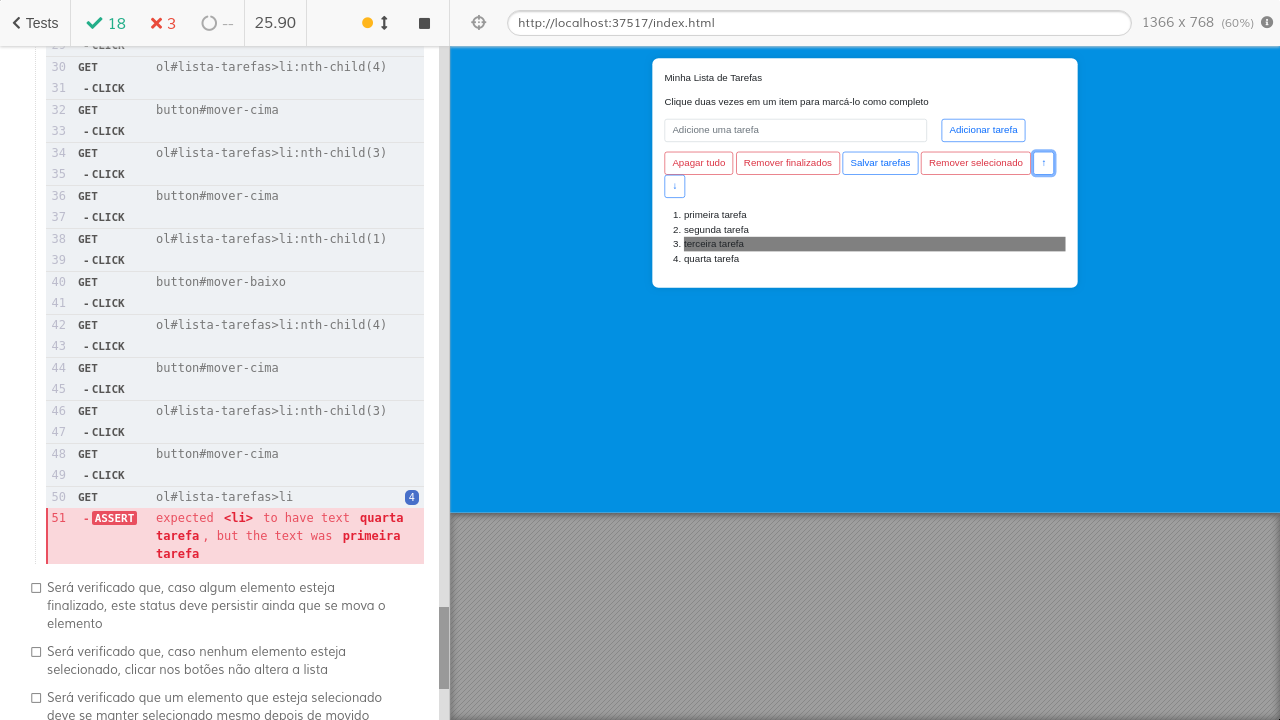 Tests
18
3
--
25.90
http://localhost:37517/index.html
1366 x 768 (60%)
29 -CLICK
30 GET ol#lista-tarefas>li:nth-child(4)
31 -CLICK
32 GET button#mover-cima
33 -CLICK
34 GET ol#lista-tarefas>li:nth-child(3)
35 -CLICK
36 GET button#mover-cima
37 -CLICK
38 GET ol#lista-tarefas>li:nth-child(1)
39 -CLICK
40 GET button#mover-baixo
41 -CLICK
42 GET ol#lista-tarefas>li:nth-child(4)
43 -CLICK
44 GET button#mover-cima
45 -CLICK
46 GET ol#lista-tarefas>li:nth-child(3)
47 -CLICK
48 GET button#mover-cima
49 -CLICK
50 GET ol#lista-tarefas>li 4
51 -ASSERT expected <li> to have text quarta
tarefa, but the text was primeira
tarefa
Será verificado que, caso algum elemento esteja
finalizado, este status deve persistir ainda que se mova o
elemento
Será verificado que, caso nenhum elemento esteja
selecionado, clicar nos botões não altera a lista
Será verificado que um elemento que esteja selecionado
deve se manter selecionado mesmo depois de movido
Minha Lista de Tarefas
Clique duas vezes em um item para marcá-lo como completo
Adicione uma tarefa
Adicionar tarefa
Apagar tudo
Remover finalizados
Salvar tarefas
Remover selecionado
↑
↓
1. primeira tarefa
2. segunda tarefa
3. terceira tarefa
4. quarta tarefa